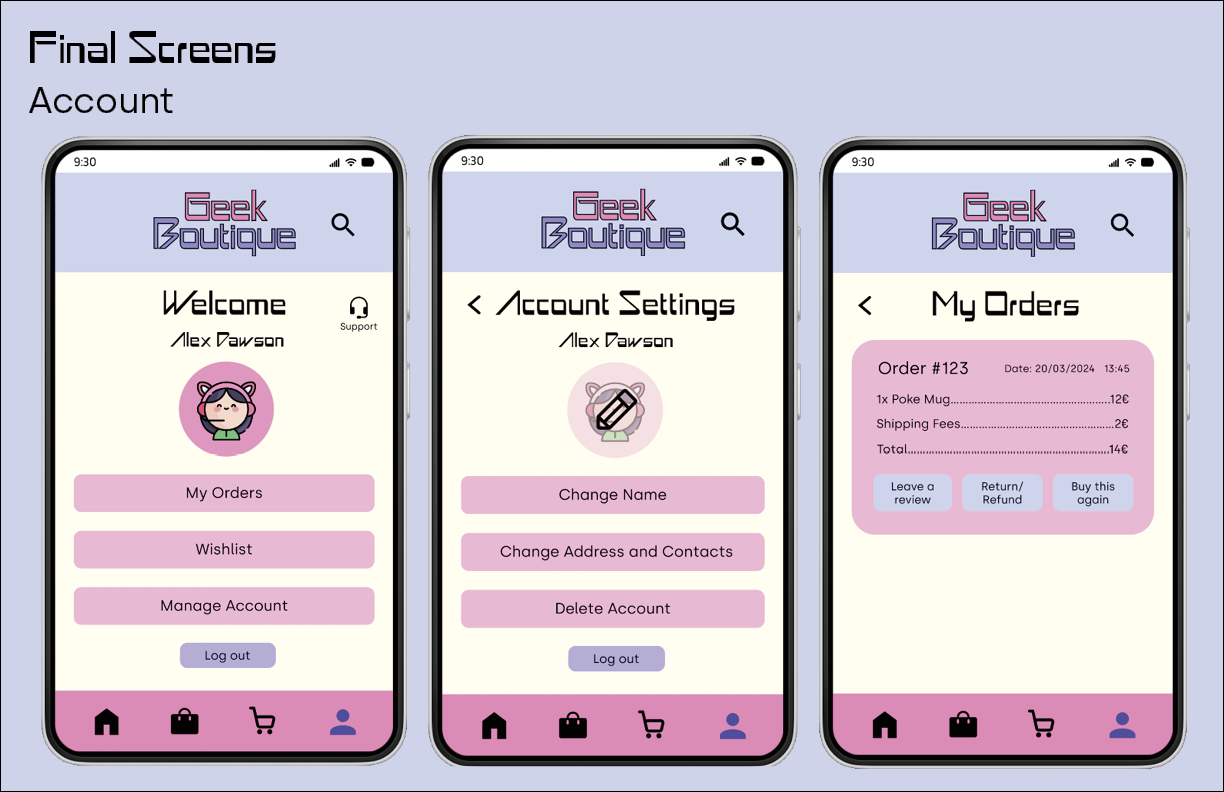 Final Screens
Account
9:30
Geek
Boutique
Welcome
Support
Alex Dawson
My Orders
Wishlist
Manage Account
Log out
9:30
Geek
Boutique
Account Settings
Alex Dawson
Change Name
Change Address and Contacts
Delete Account
Log out
9:30
Geek
Boutique
My Orders
Order #123 Date: 20/03/2024 13:45
1x Poke Mug.......................................12€
Shipping Fees............................................2€
Total.................................................14€
Leave a
review
Return/
Refund
Buy this
again